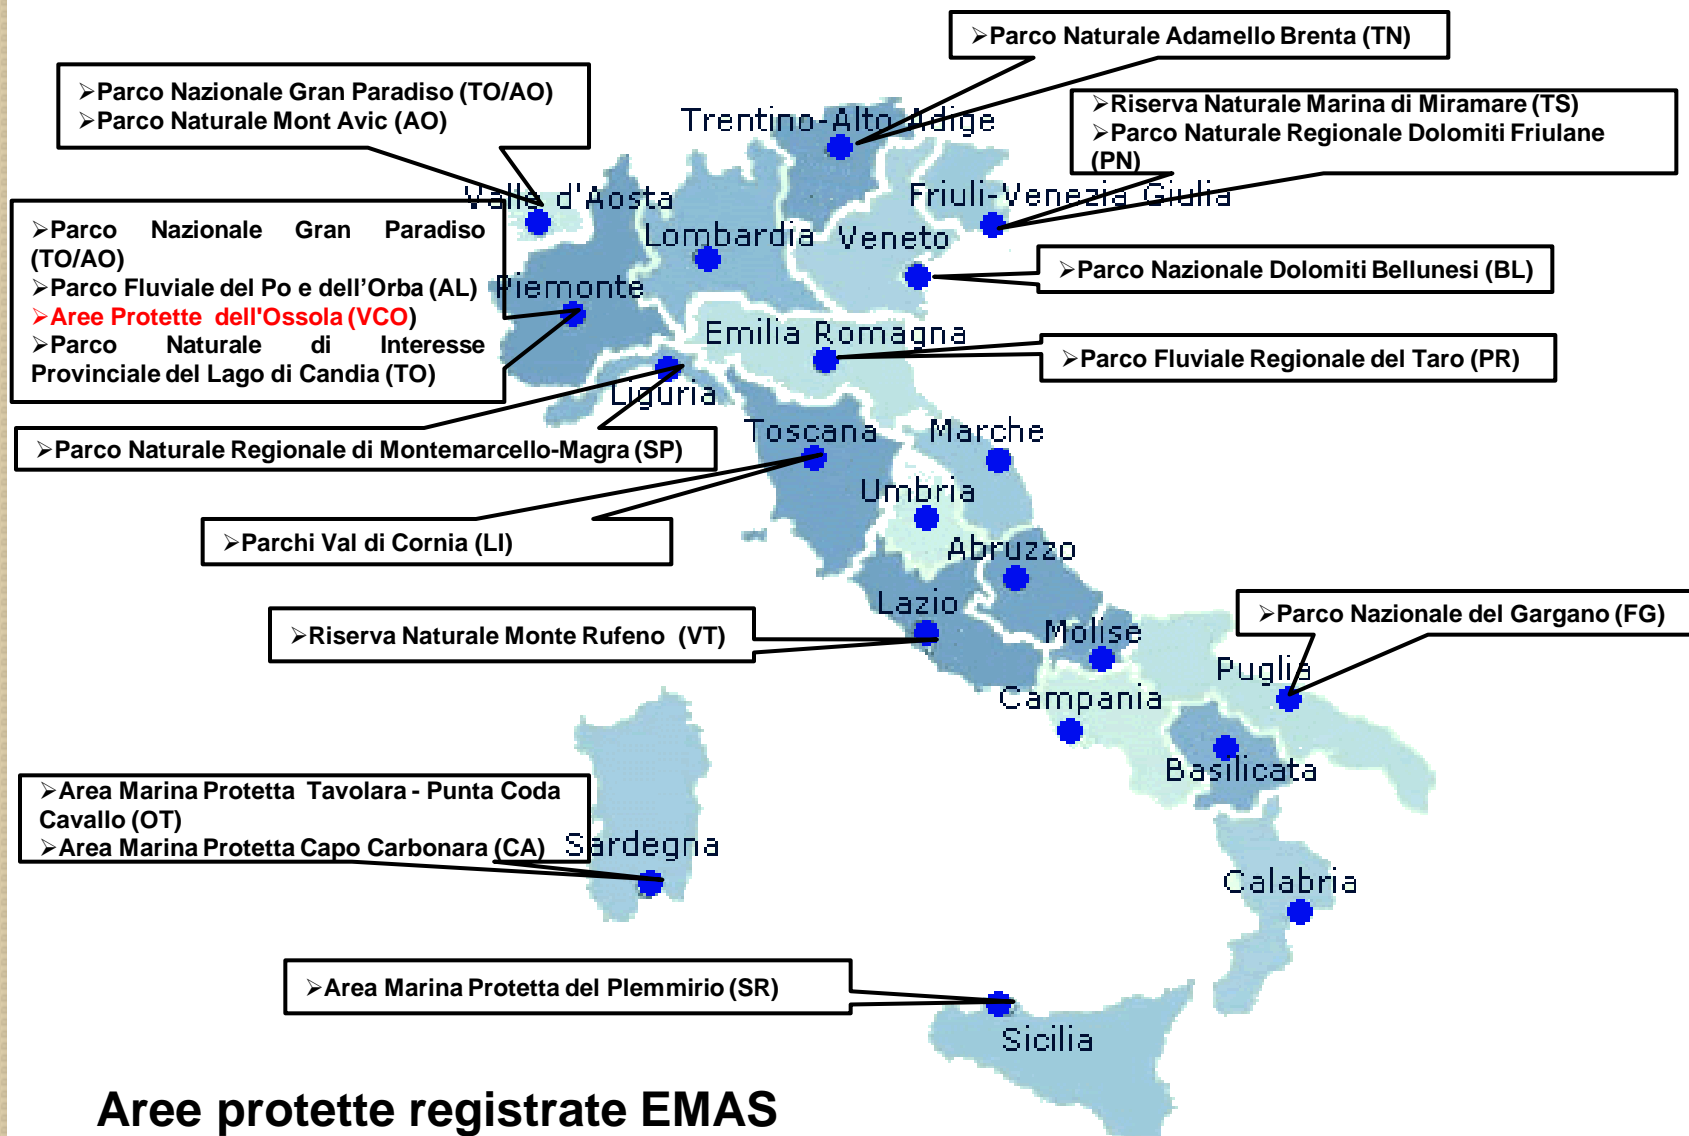 ➢Parco Naturale Adamello Brenta (TN)
➢Parco Nazionale Gran Paradiso (TO/AO)
➢Parco Naturale Mont Avic (AO)
➢Riserva Naturale Marina di Miramare (TS)
➢Parco Naturale Regionale Dolomiti Friulane
(PN)
Trentino-Alto Adige
Valle d'Aosta
Friuli-Venezia Giulia
➢Parco Nazionale Gran Paradiso
(TO/AO)
➢Parco Fluviale del Po e dell’Orba (AL)
➢Aree Protette dell'Ossola (VCO)
➢Parco Naturale di Interesse
Provinciale del Lago di Candia (TO)
Lombardia
Veneto
➢Parco Nazionale Dolomiti Bellunesi (BL)
Piemonte
Emilia Romagna
➢Parco Fluviale Regionale del Taro (PR)
Liguria
➢Parco Naturale Regionale di Montemarcello-Magra (SP)
Toscana
Marche
Umbria
➢Parchi Val di Cornia (LI)
Abruzzo
Lazio
➢Riserva Naturale Monte Rufeno (VT)
Molise
➢Parco Nazionale del Gargano (FG)
Puglia
Campania
Basilicata
➢Area Marina Protetta Tavolara - Punta Coda
Cavallo (OT)
➢Area Marina Protetta Capo Carbonara (CA)
Sardegna
Calabria
➢Area Marina Protetta del Plemmirio (SR)
Sicilia
Aree protette registrate EMAS